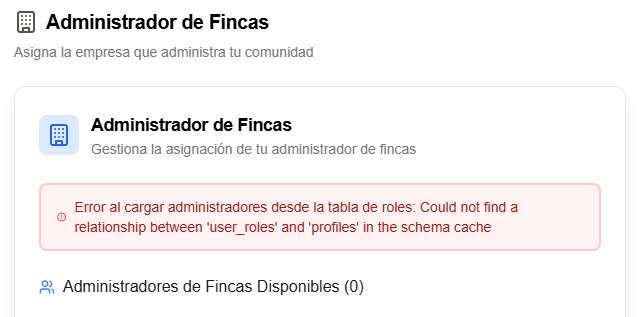 Administrador de Fincas
Asigna la empresa que administra tu comunidad
Administrador de Fincas
Gestiona la asignación de tu administrador de fincas
Error al cargar administradores desde la tabla de roles: Could not find a
relationship between 'user_roles' and 'profiles' in the schema cache
Administradores de Fincas Disponibles (0)